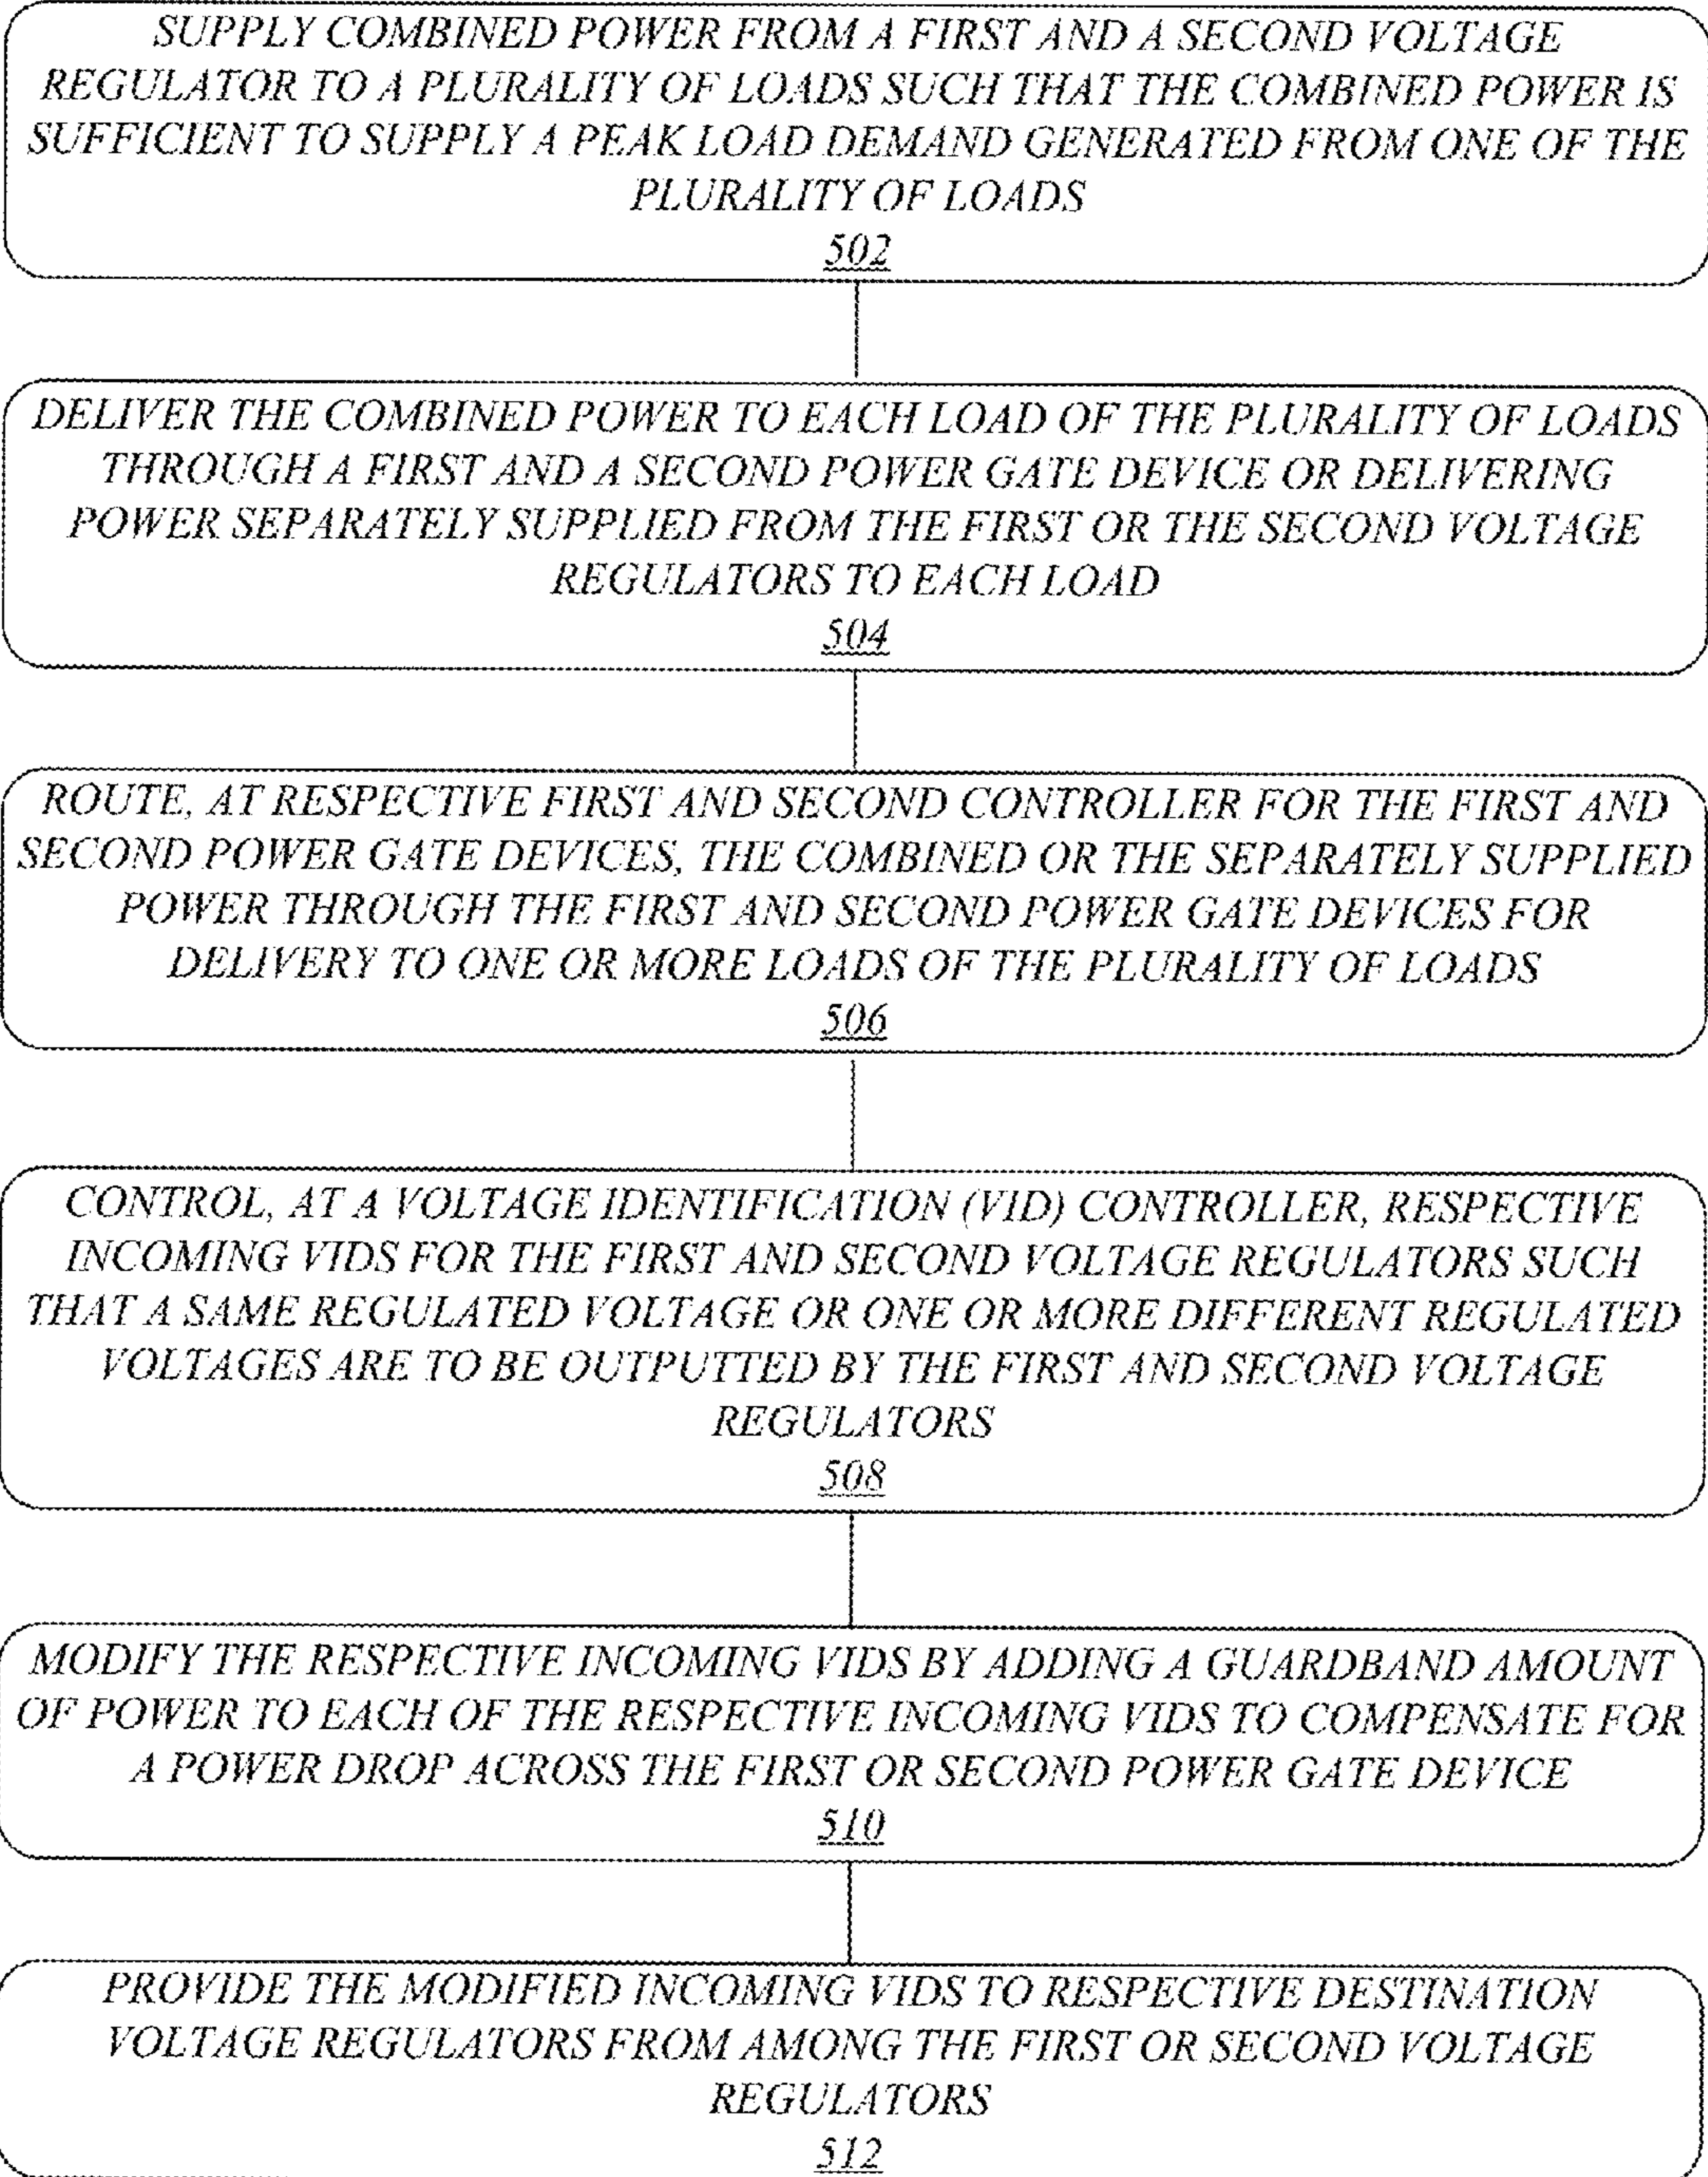 SUPPLY COMBINED POWER FROM A FIRST AND A SECOND VOLTAGE
REGULATOR TO A PLURALITY OF LOADS SUCH THAT THE COMBINED POWER IS
SUFFICIENT TO SUPPLY A PEAK LOAD DEMAND GENERATED FROM ONE OF THE
PLURALITY OF LOADS
502
DELIVER THE COMBINED POWER TO EACH LOAD OF THE PLURALITY OF LOADS
THROUGH A FIRST AND A SECOND POWER GATE DEVICE OR DELIVERING
POWER SEPARATELY SUPPLIED FROM THE FIRST OR THE SECOND VOLTAGE
REGULATORS TO EACH LOAD
504
ROUTE, AT RESPECTIVE FIRST AND SECOND CONTROLLER FOR THE FIRST AND
SECOND POWER GATE DEVICES, THE COMBINED OR THE SEPARATELY SUPPLIED
POWER THROUGH THE FIRST AND SECOND POWER GATE DEVICES FOR
DELIVERY TO ONE OR MORE LOADS OF THE PLURALITY OF LOADS
506
CONTROL, AT A VOLTAGE IDENTIFICATION (VID) CONTROLLER, RESPECTIVE
INCOMING VIDS FOR THE FIRST AND SECOND VOLTAGE REGULATORS SUCH
THAT A SAME REGULATED VOLTAGE OR ONE OR MORE DIFFERENT REGULATED
VOLTAGES ARE TO BE OUTPUTTED BY THE FIRST AND SECOND VOLTAGE
REGULATORS
508
MODIFY THE RESPECTIVE INCOMING VIDS BY ADDING A GUARDBAND AMOUNT
OF POWER TO EACH OF THE RESPECTIVE INCOMING VIDS TO COMPENSATE FOR
A POWER DROP ACROSS THE FIRST OR SECOND POWER GATE DEVICE
510
PROVIDE THE MODIFIED INCOMING VIDS TO RESPECTIVE DESTINATION
VOLTAGE REGULATORS FROM AMONG THE FIRST OR SECOND VOLTAGE
REGULATORS
512